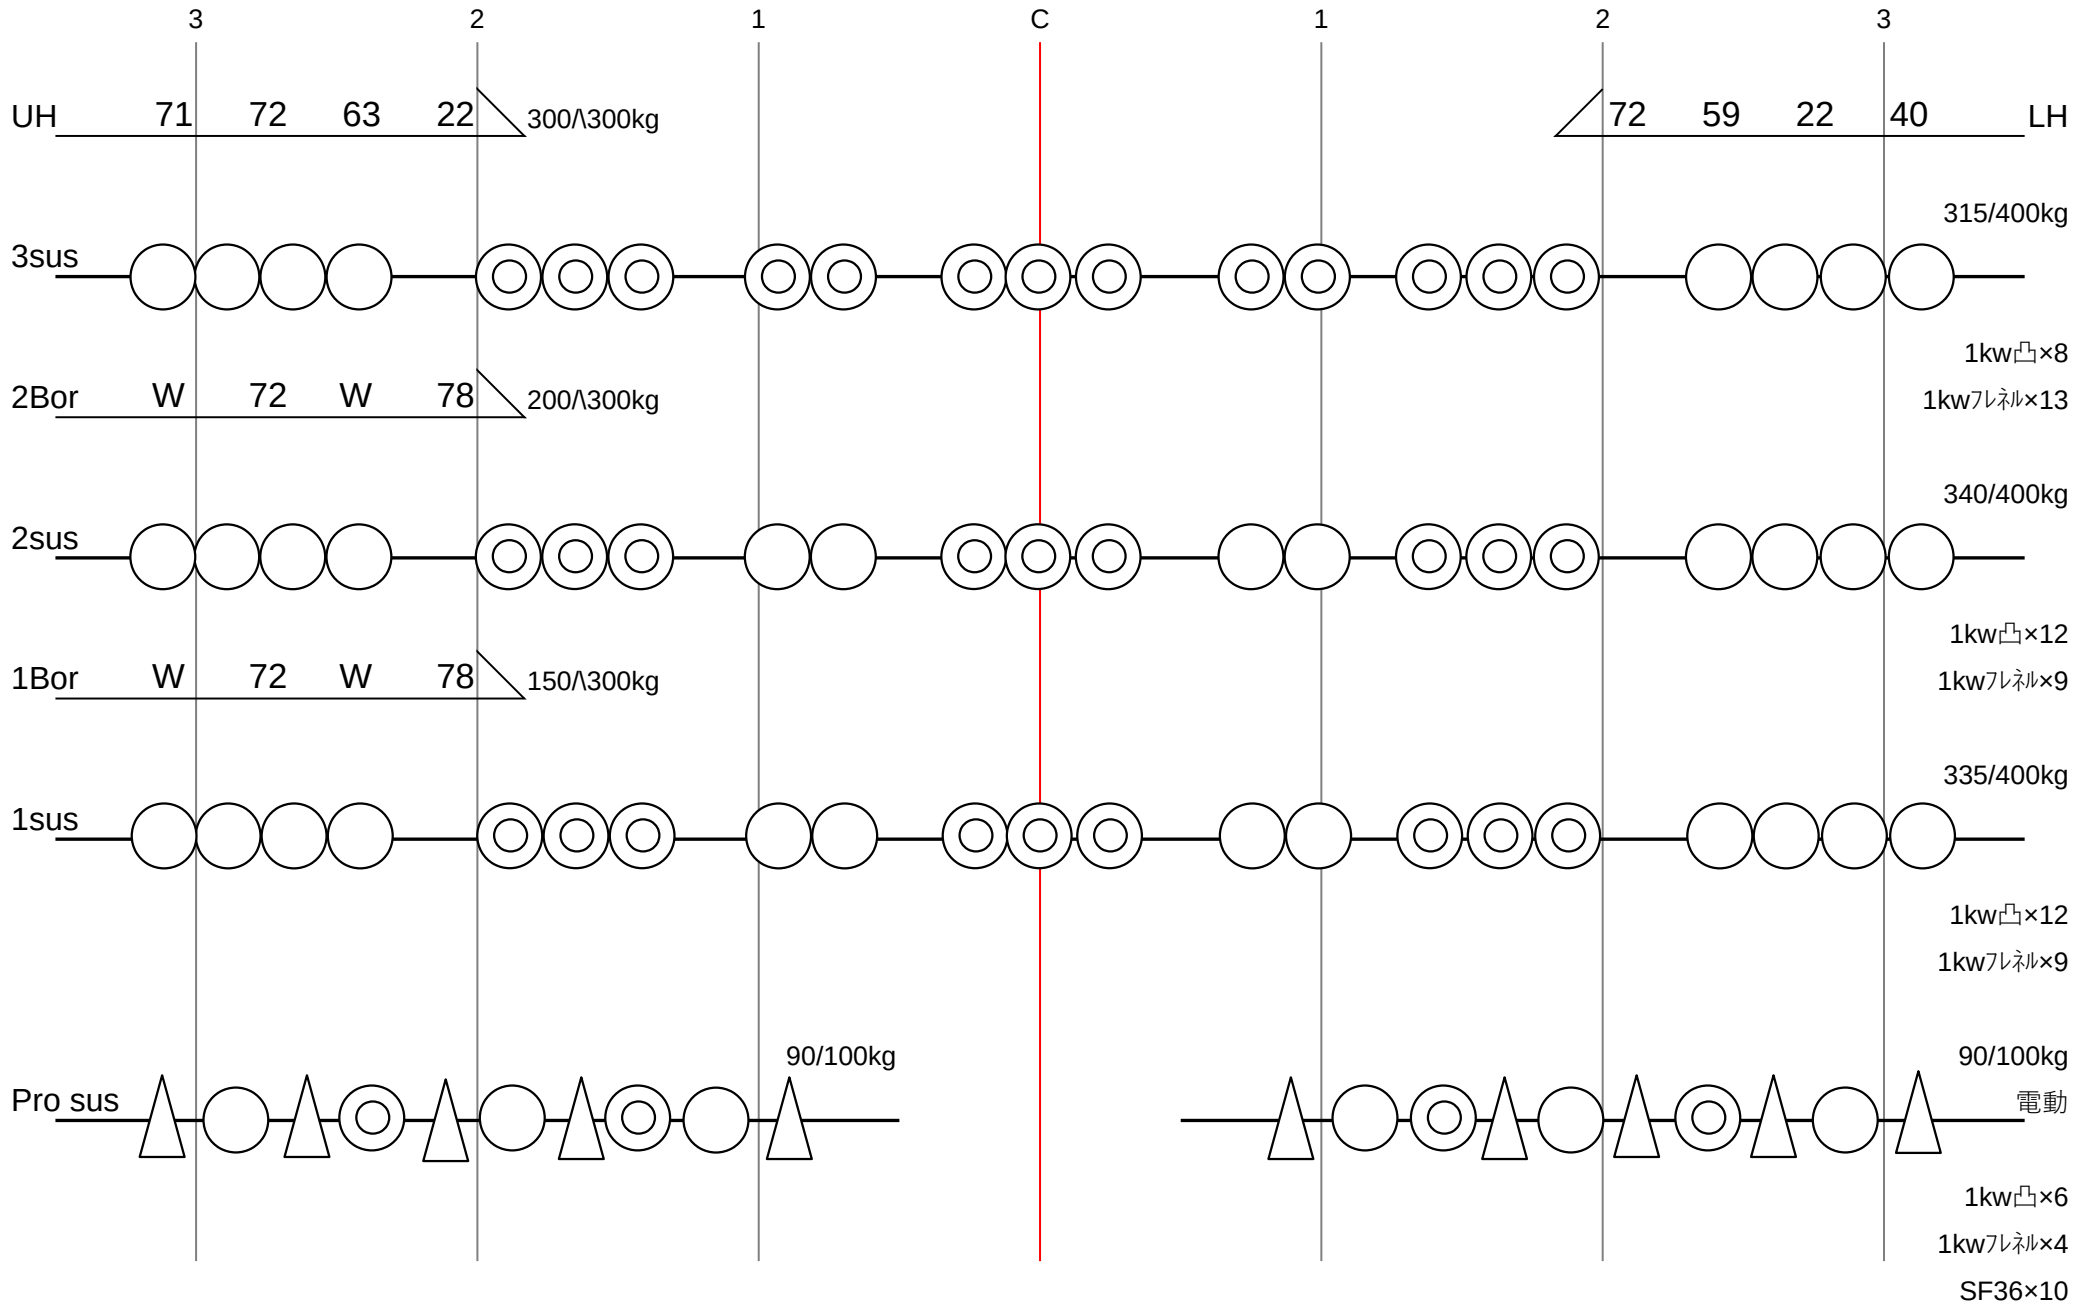 3 2 1 C 1 2 3
UH 71 72 63 22 300/\300kg 72 59 22 40 LH
315/400kg
3sus
1kw凸×8
2Bor W 72 W 78 200/\300kg 1kwﾌﾚﾈﾙ×13
340/400kg
2sus
1kw凸×12
1Bor W 72 W 78 150/\300kg 1kwﾌﾚﾈﾙ×9
335/400kg
1sus
1kw凸×12
1kwﾌﾚﾈﾙ×9
90/100kg 90/100kg
Pro sus 電動
1kw凸×6
1kwﾌﾚﾈﾙ×4
SF36×10